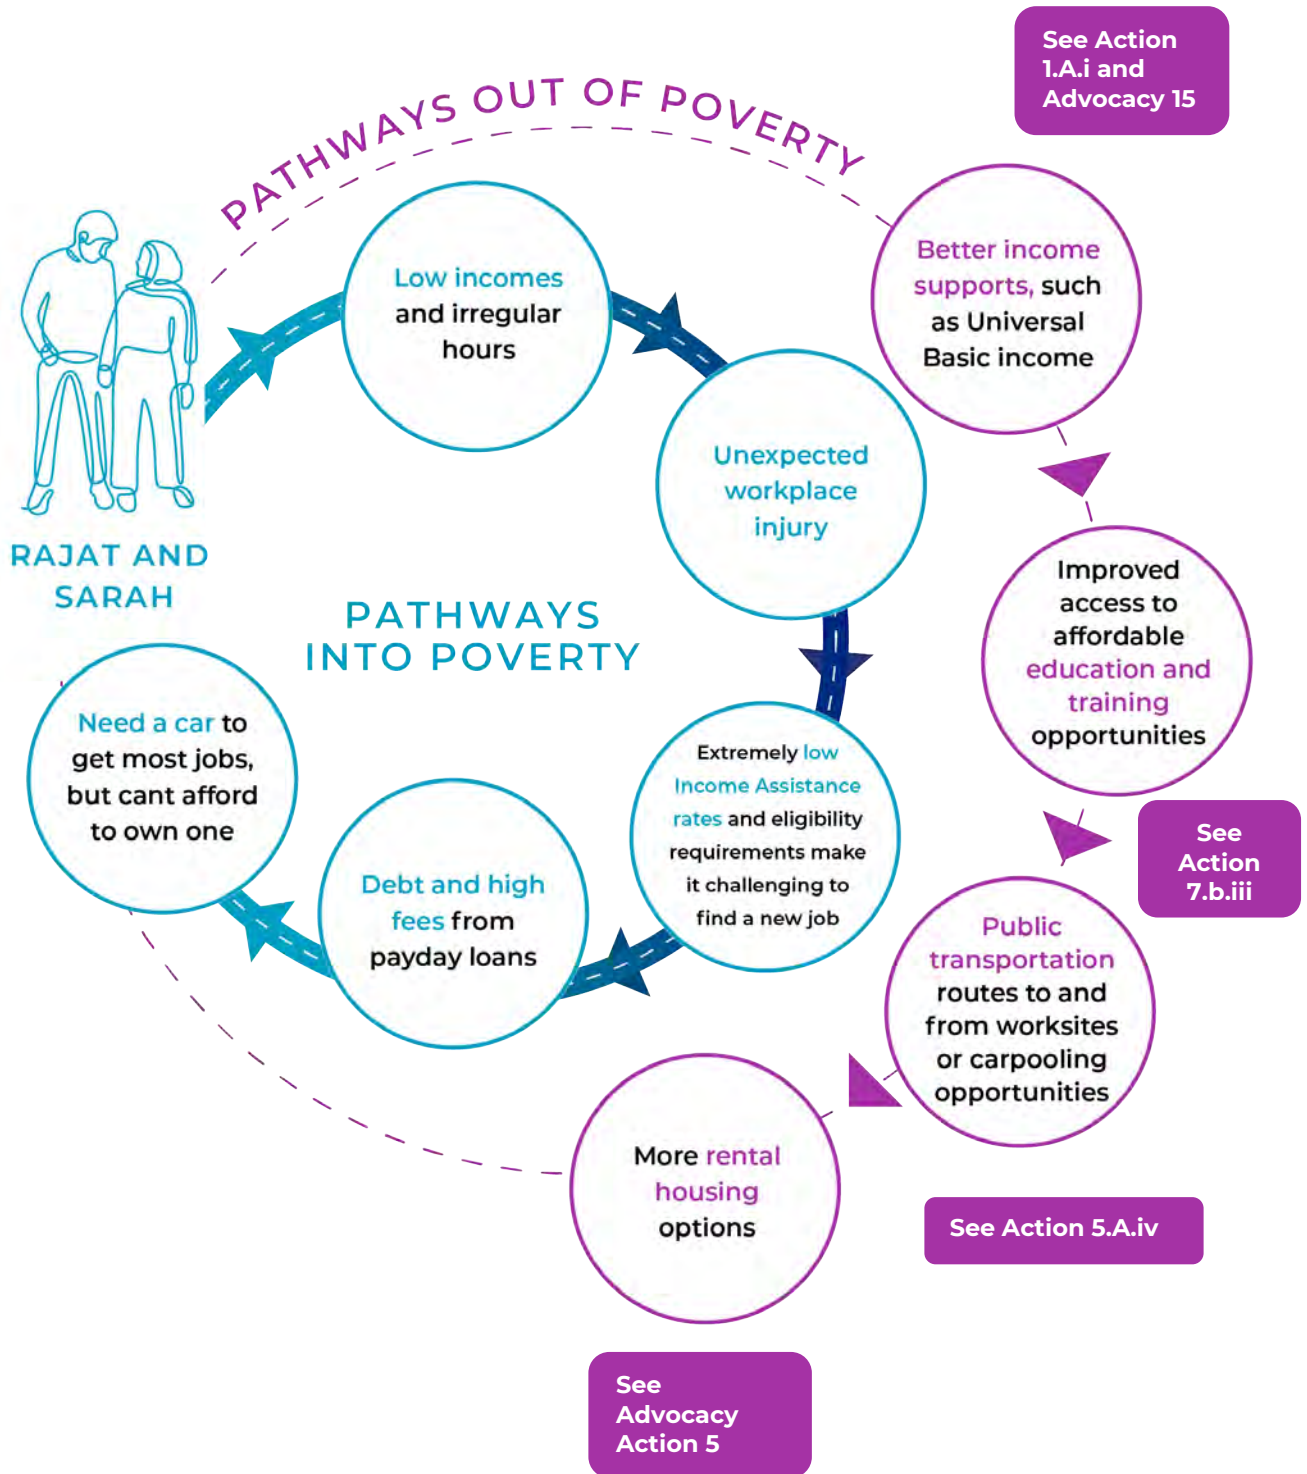 See Action
1.A.i and
Advocacy 15
PATHWAYS OUT OF POVERTY
Low incomes
and irregular
hours
Better income
supports, such
as Universal
Basic income
Unexpected
workplace
injury
RAJAT AND
SARAH
PATHWAYS
INTO POVERTY
Improved
access to
affordable
education and
training
opportunities
Need a car to
get most jobs,
but cant afford
to own one
Extremely low
Income Assistance
rates and eligibility
requirements make
it challenging to
find a new job
Debt and high
fees from
payday loans
See
Action
7.b.iii
Public
transportation
routes to and
from worksites
or carpooling
opportunities
More rental
housing
options
See Action 5.A.iv
See
Advocacy
Action 5